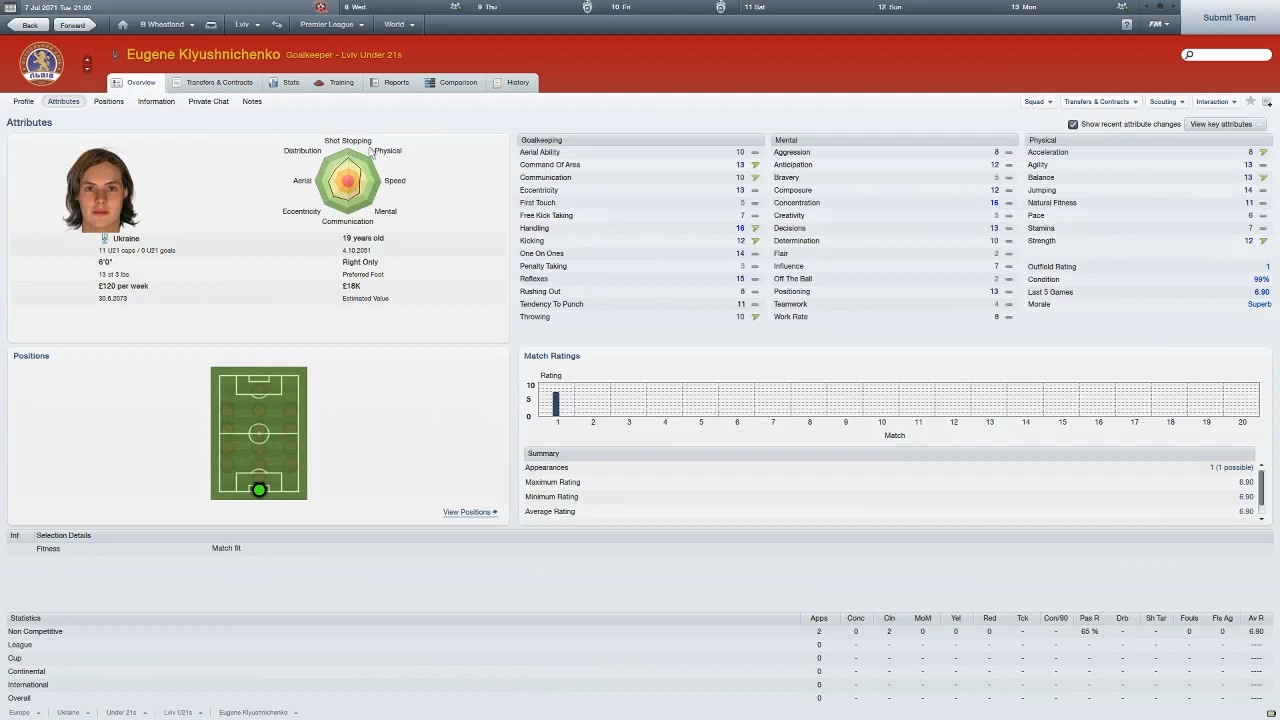 7 Jul 2071 Tue 21:00
8 Wed
9 Thu
10 Fri
11 Sat
12 Sun
13 Mon
Submit Team
Back
Forward
B Wheatland
Lviv
Premier League
World
FM
Eugene Klyushnichenko
Goalkeeper - Lviv Under 21s
Overview
Transfers & Contracts
Stats
Training
Reports
Comparison
History
Profile
Attributes
Positions
Information
Private Chat
Notes
Squad
Transfers & Contracts
Scouting
Interaction
Attributes
Show recent attribute changes
View key attributes
Shot Stopping
Distribution
Physical
Aerial
Speed
Eccentricity
Mental
Communication
Ukraine
11 U21 caps / 0 U21 goals
6'0"
13 st 3 lbs
£120 per week
30.6.2073
19 years old
4.10.2051
Right Only
Preferred Foot
£18K
Estimated Value
Goalkeeping
Aerial Ability 10
Command Of Area 13
Communication 10
Eccentricity 13
First Touch 5
Free Kick Taking 7
Handling 16
Kicking 12
One On Ones 14
Penalty Taking 3
Reflexes 15
Rushing Out 8
Tendency To Punch 11
Throwing 10
Mental
Aggression 8
Anticipation 12
Bravery 5
Composure 12
Concentration 16
Creativity 5
Decisions 13
Determination 10
Flair 2
Influence 7
Off The Ball 2
Positioning 13
Teamwork 4
Work Rate 8
Physical
Acceleration 8
Agility 13
Balance 13
Jumping 14
Natural Fitness 11
Pace 6
Stamina 7
Strength 12
Outfield Rating 1
Condition 99%
Last 5 Games 6.90
Morale Superb
Positions
View Positions
Match Ratings
Rating
10
5
0
1 2 3 4 5 6 7 8 9 10 11 12 13 14 15 16 17 18 19 20
Match
Summary
Appearances 1 (1 possible)
Maximum Rating 6.90
Minimum Rating 6.90
Average Rating 6.90
Inf Selection Details
Fitness Match fit
Statistics Apps Conc Cln MoM Yel Red Tck Con/90 Pas R Drb Sh Tar Fouls Fls Ag Av R
Non Competitive 2 0 2 0 0 0 - - 65 % - - 0 0 6.90
League 0 - - - - - - - - - - - - ----
Cup 0 - - - - - - - - - - - - ----
Continental 0 - - - - - - - - - - - - ----
International 0 - - - - - - - - - - - - ----
Overall 0 - - - - - - - - - - - - ----
Europe
Ukraine
Under 21s
Lviv U21s
Eugene Klyushnichenko